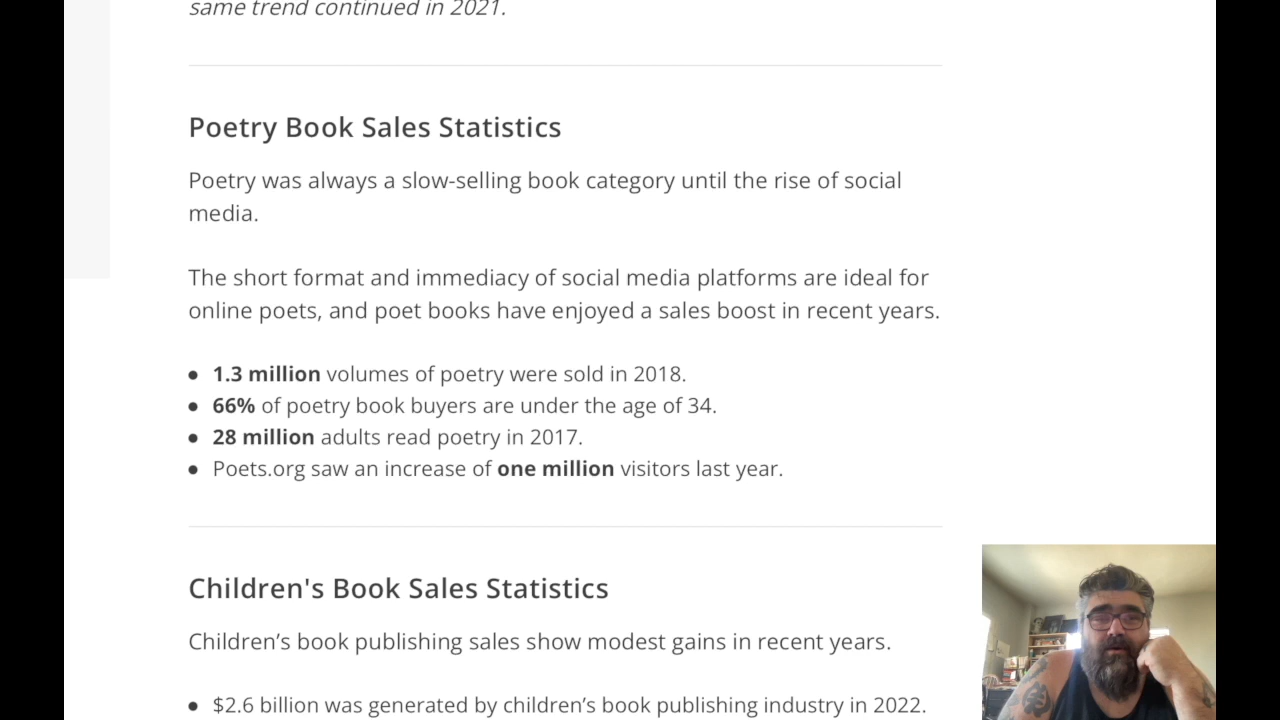 same trend continued in 2021.
Poetry Book Sales Statistics
Poetry was always a slow-selling book category until the rise of social
media.
The short format and immediacy of social media platforms are ideal for
online poets, and poet books have enjoyed a sales boost in recent years.
• 1.3 million volumes of poetry were sold in 2018.
• 66% of poetry book buyers are under the age of 34.
• 28 million adults read poetry in 2017.
• Poets.org saw an increase of one million visitors last year.
Children's Book Sales Statistics
Children’s book publishing sales show modest gains in recent years.
• $2.6 billion was generated by children’s book publishing industry in 2022.